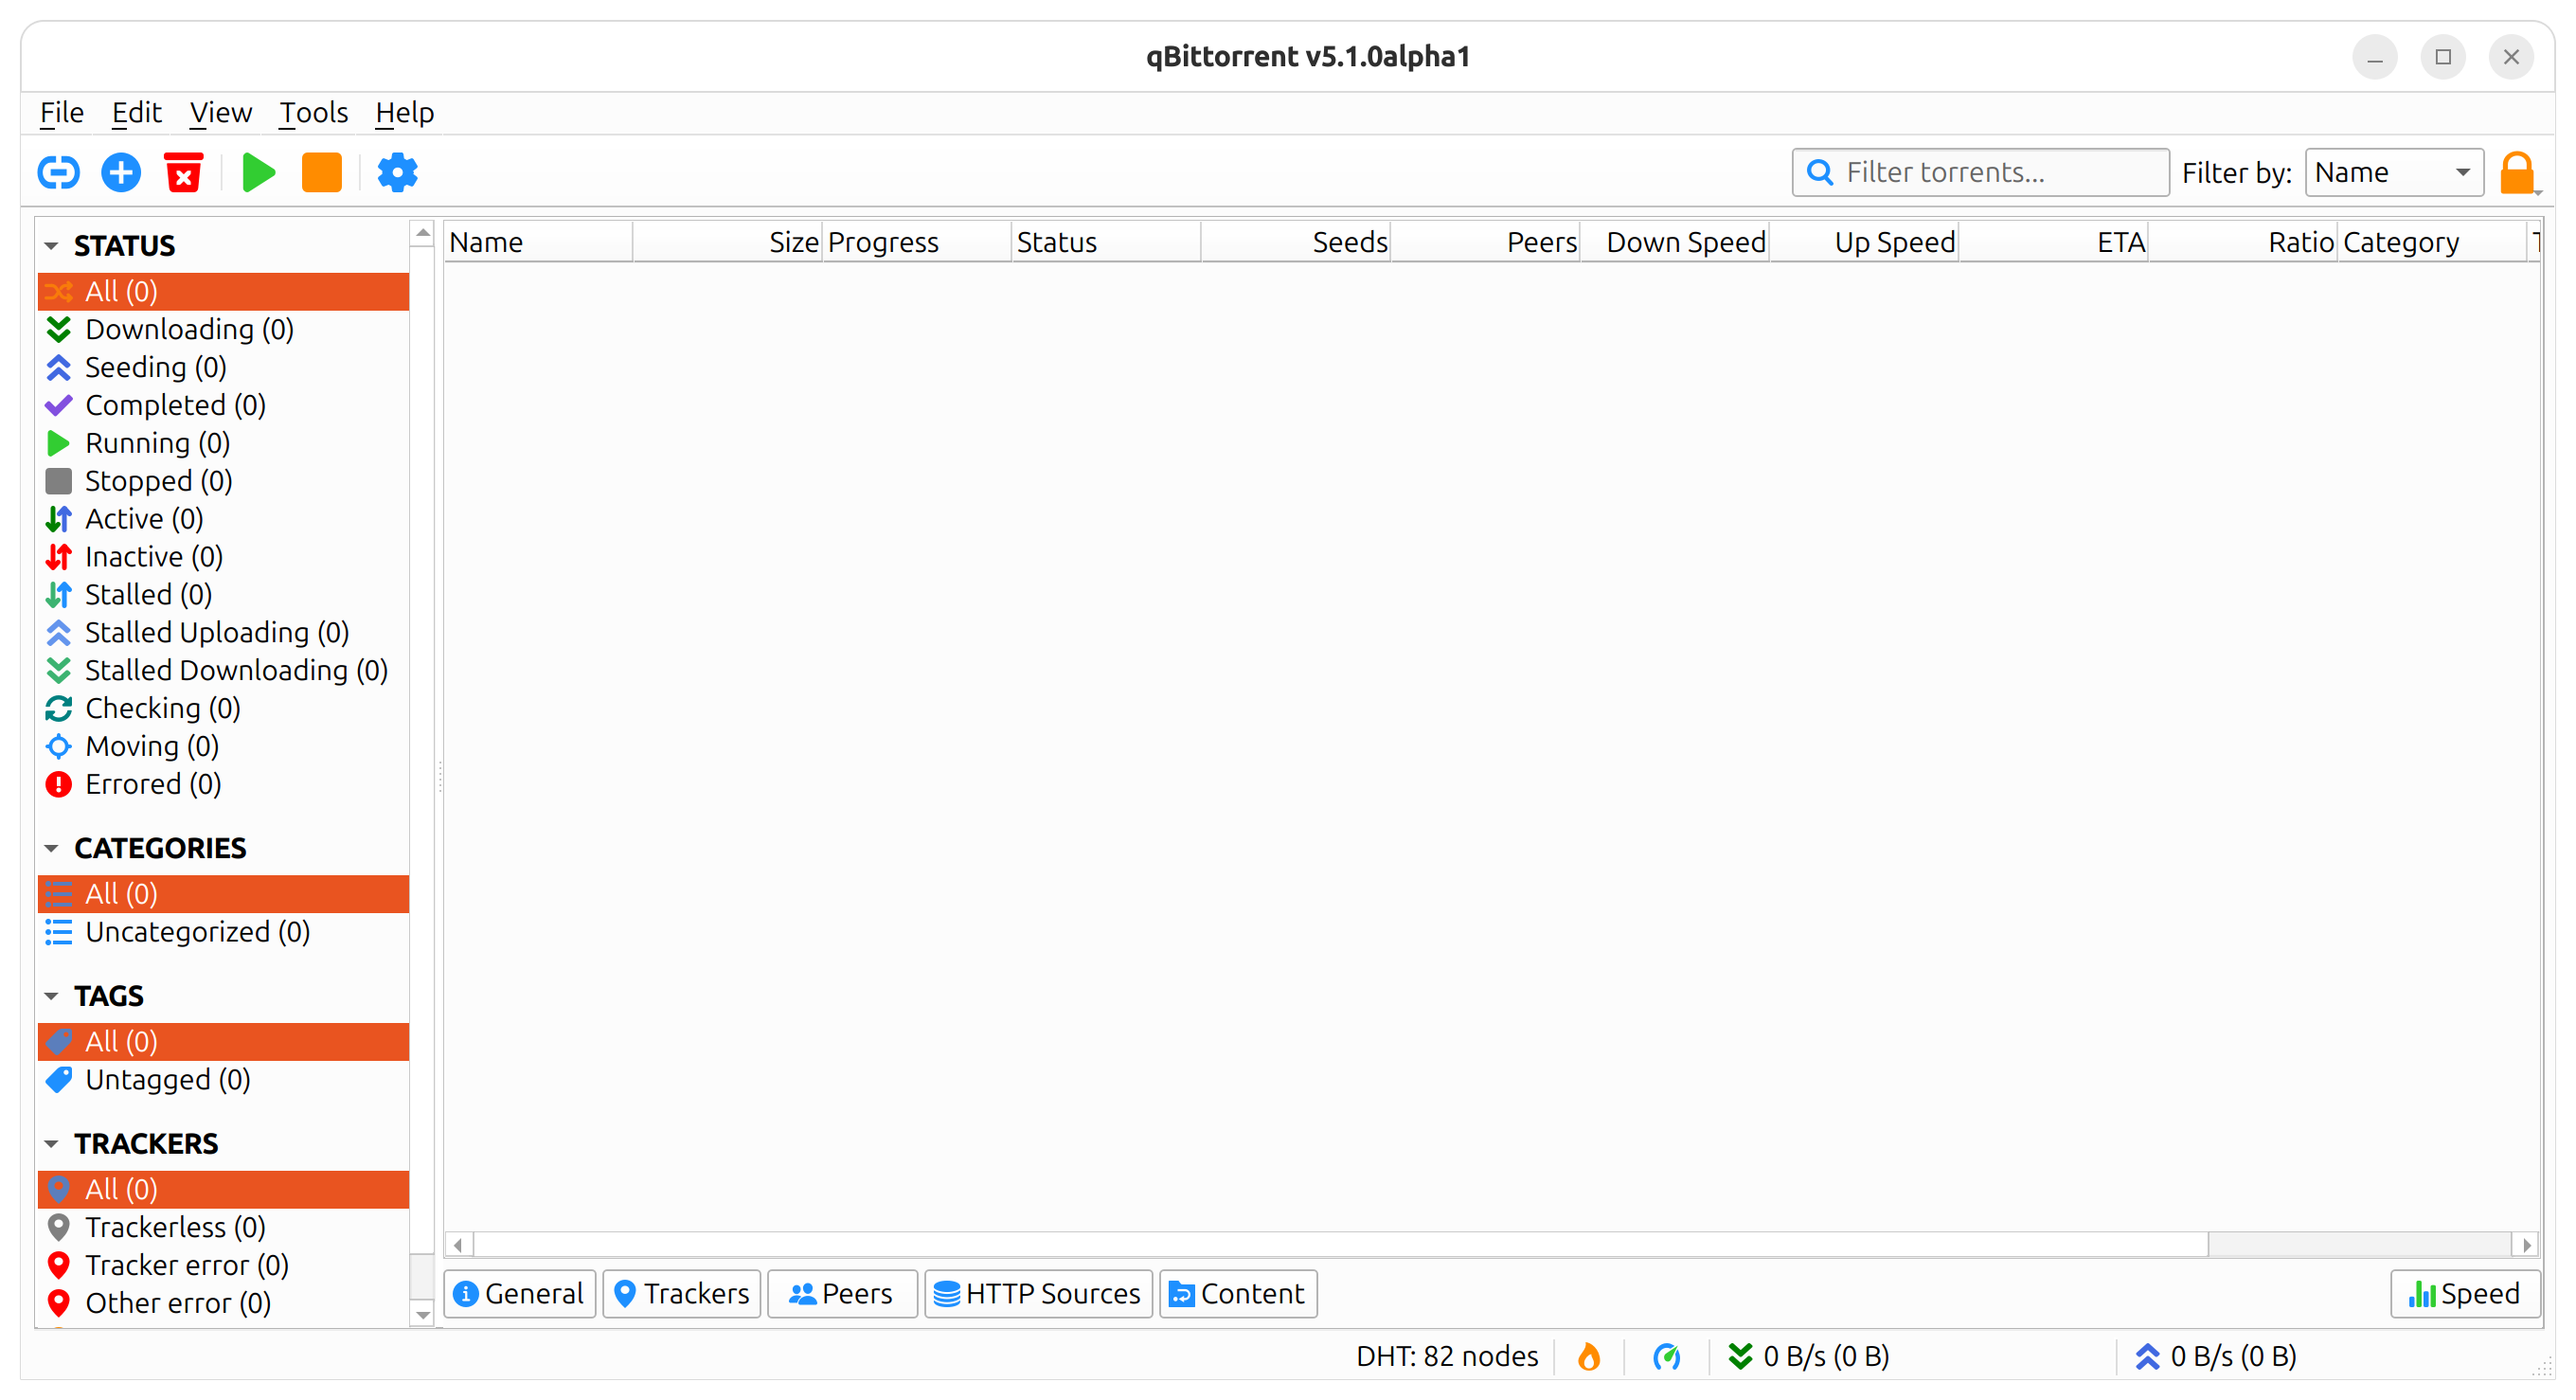 qBittorrent v5.1.0alpha1
File Edit View Tools Help
Filter torrents... Filter by: Name
STATUS
All (0)
Downloading (0)
Seeding (0)
Completed (0)
Running (0)
Stopped (0)
Active (0)
Inactive (0)
Stalled (0)
Stalled Uploading (0)
Stalled Downloading (0)
Checking (0)
Moving (0)
Errored (0)
CATEGORIES
All (0)
Uncategorized (0)
TAGS
All (0)
Untagged (0)
TRACKERS
All (0)
Trackerless (0)
Tracker error (0)
Other error (0)
Name Size Progress Status Seeds Peers Down Speed Up Speed ETA Ratio Category
General Trackers Peers HTTP Sources Content Speed
DHT: 82 nodes 0 B/s (0 B) 0 B/s (0 B)